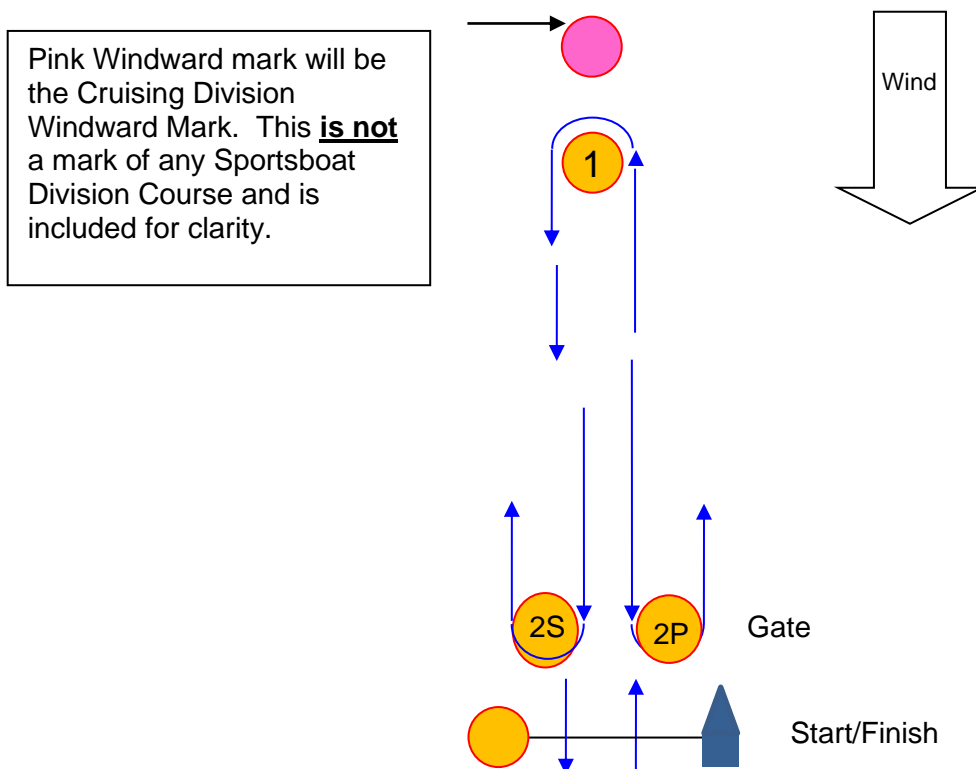 Pink Windward mark will be
the Cruising Division
Windward Mark. This is not
a mark of any Sportsboat
Division Course and is
included for clarity.
Wind
1
2S
2P
Gate
Start/Finish